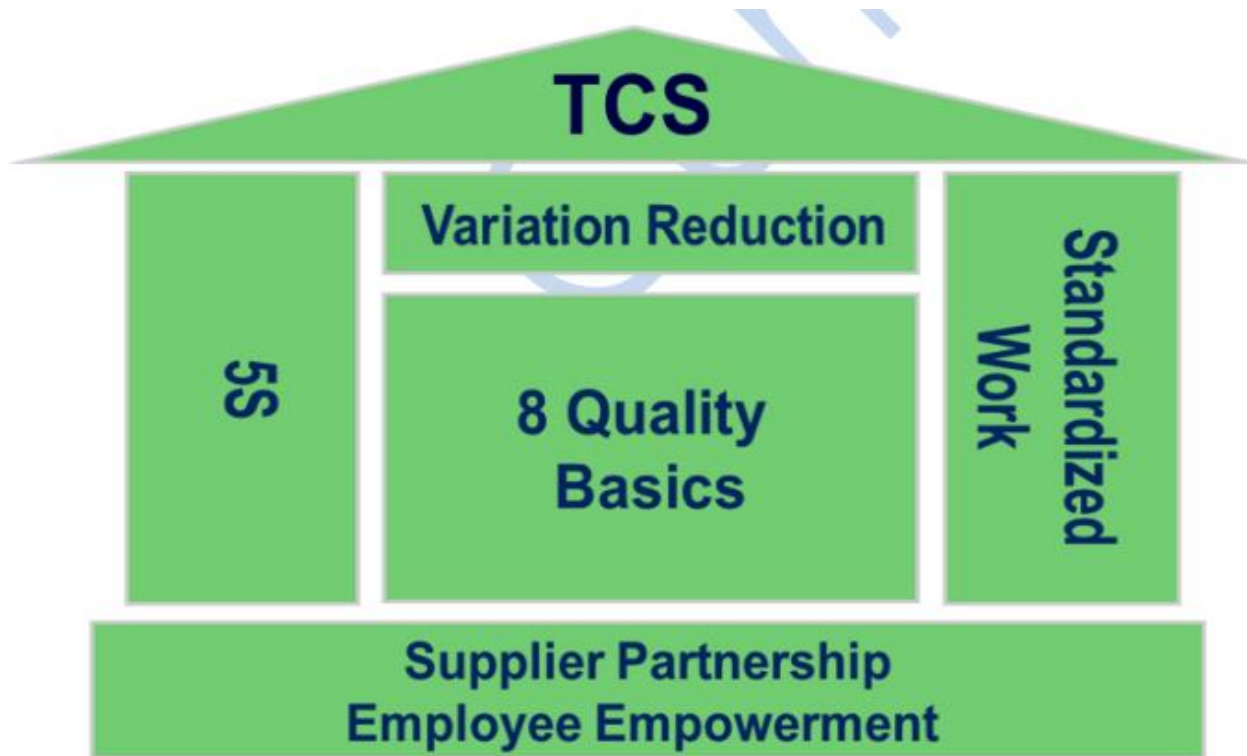 TCS
5S
Variation Reduction
8 Quality
Basics
Standardized
Work
Supplier Partnership
Employee Empowerment